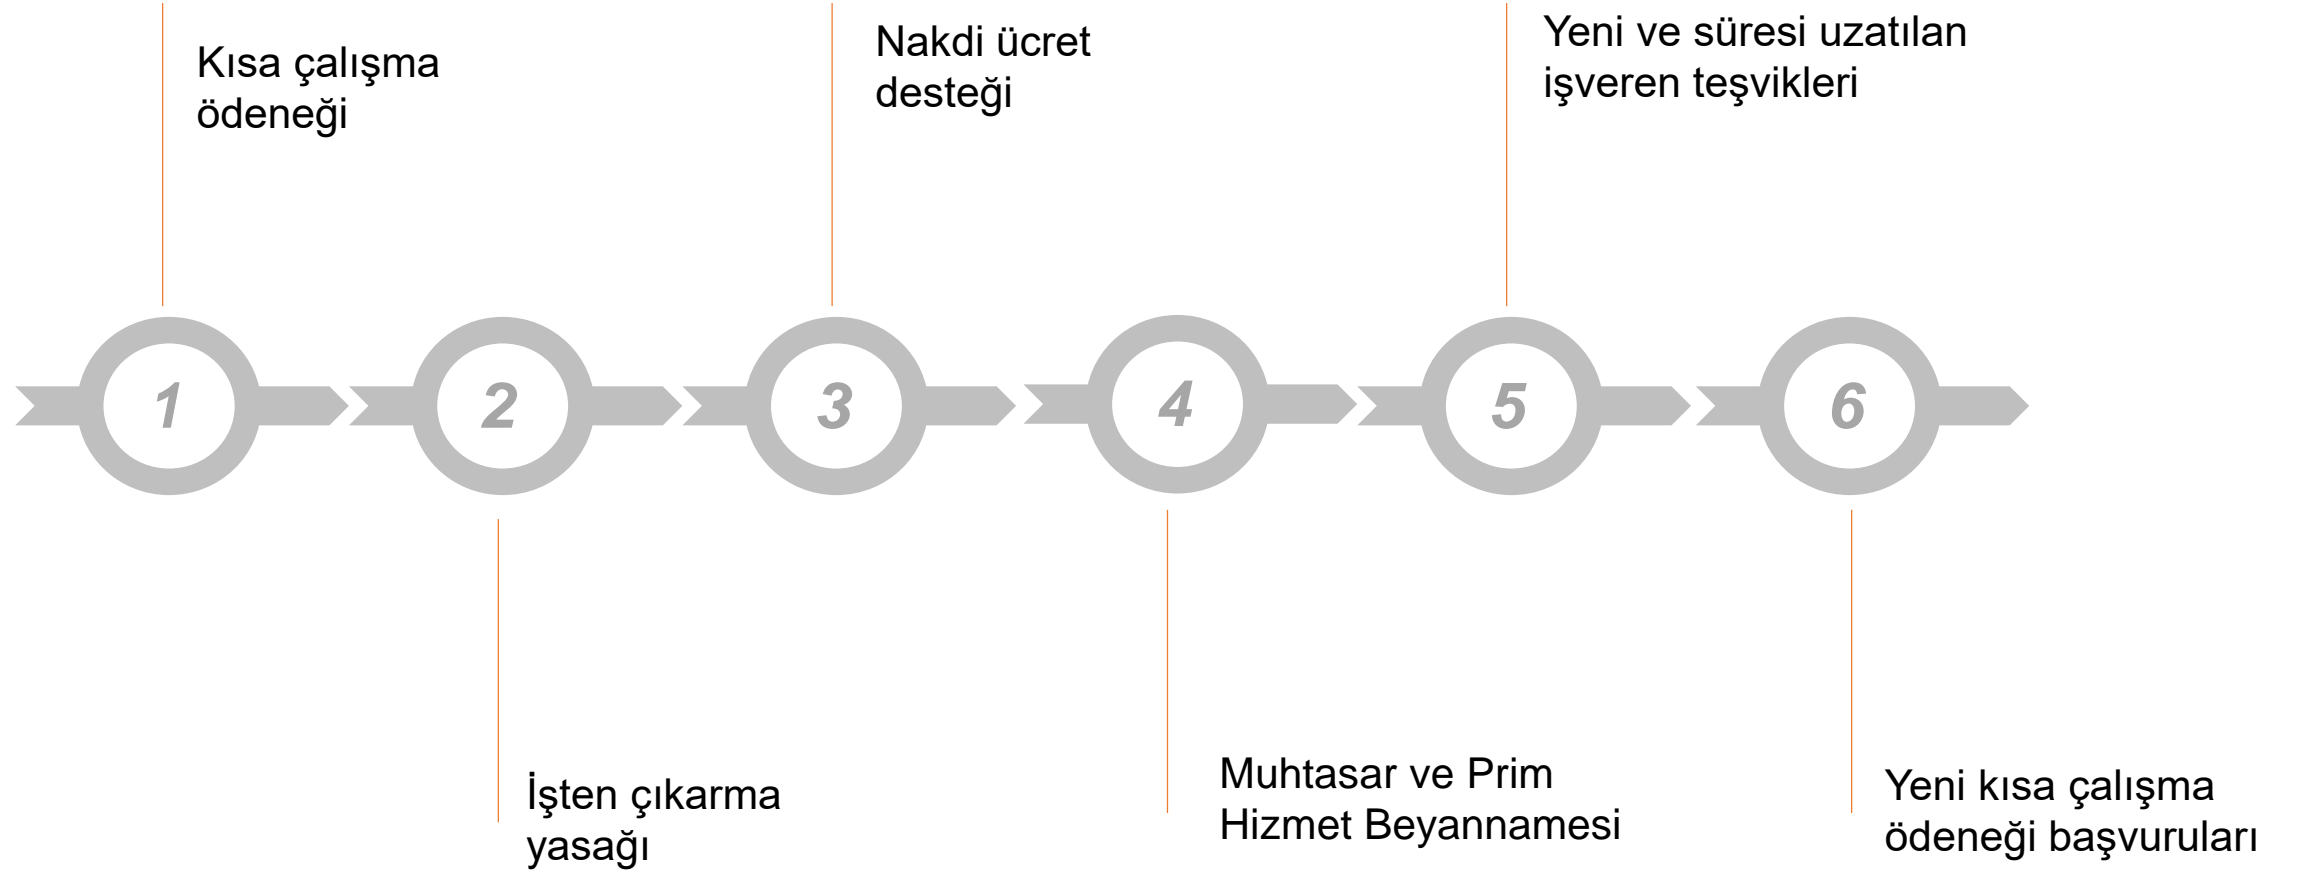 Kısa çalışma
ödeneği
Nakdi ücret
desteği
Yeni ve süresi uzatılan
işveren teşvikleri
1
2
3
4
5
6
İşten çıkarma
yasağı
Muhtasar ve Prim
Hizmet Beyannamesi
Yeni kısa çalışma
ödeneği başvuruları